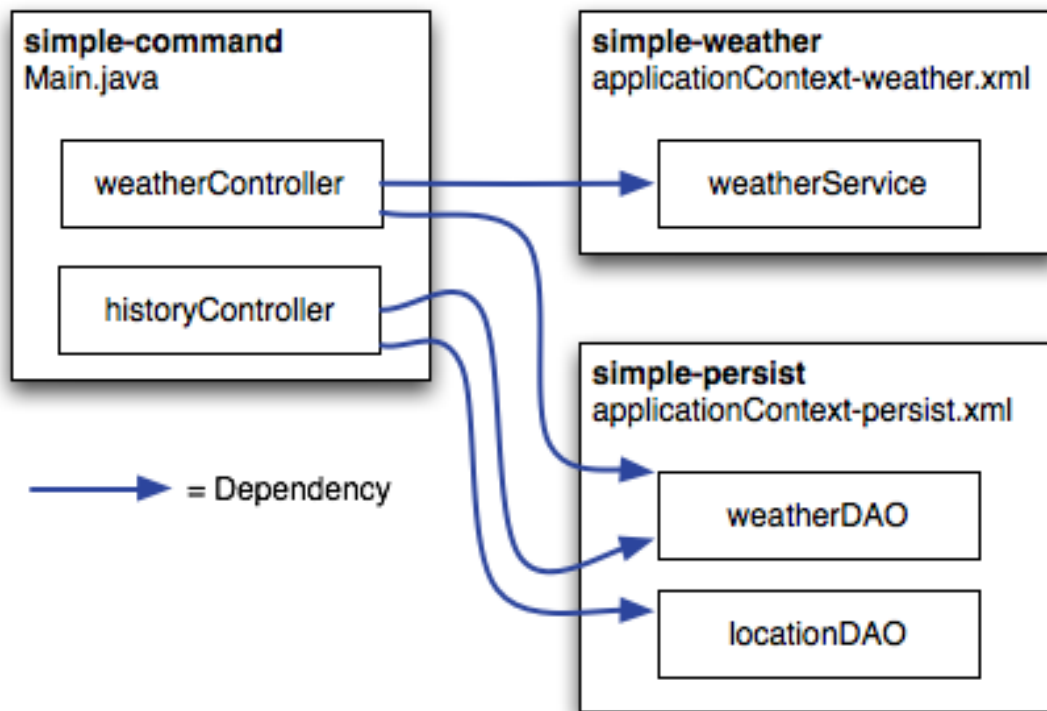 simple-command
Main.java
weatherController
historyController
simple-weather
applicationContext-weather.xml
weatherService
simple-persist
applicationContext-persist.xml
weatherDAO
locationDAO
= Dependency